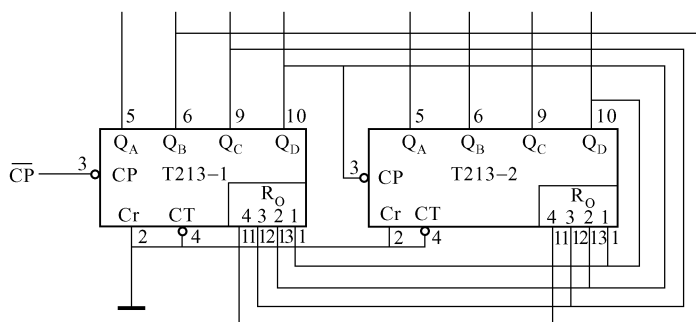 5 6 9 10 5 6 9 10
Q_A Q_B Q_C Q_D Q_A Q_B Q_C Q_D
C̅P̅ 3 CP T213-1 3 CP T213-2
R_O R_O
Cr CT 4 3 2 1 Cr CT 4 3 2 1
2 4 11 12 13 1 2 4 11 12 13 1